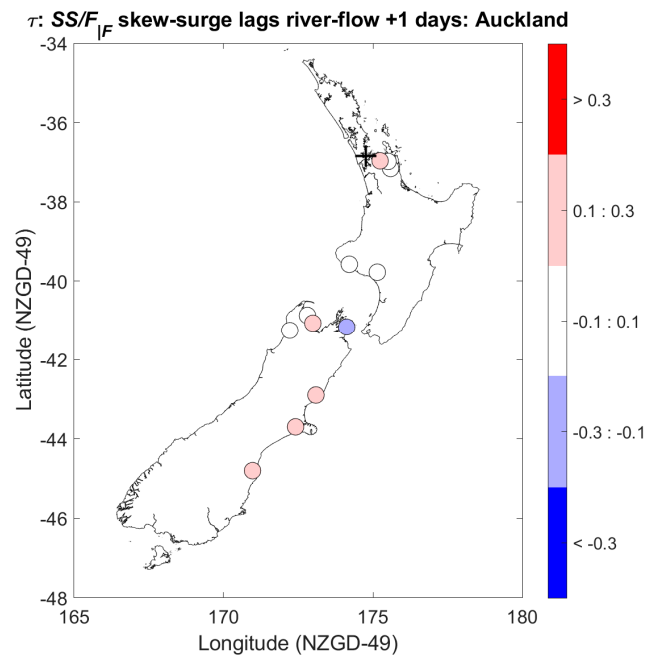 τ: SS/F|F skew-surge lags river-flow +1 days: Auckland
-34
-36
-38
-40
-42
-44
-46
-48
165
170
175
180
Latitude (NZGD-49)
Longitude (NZGD-49)
> 0.3
0.1 : 0.3
-0.1 : 0.1
-0.3 : -0.1
< -0.3